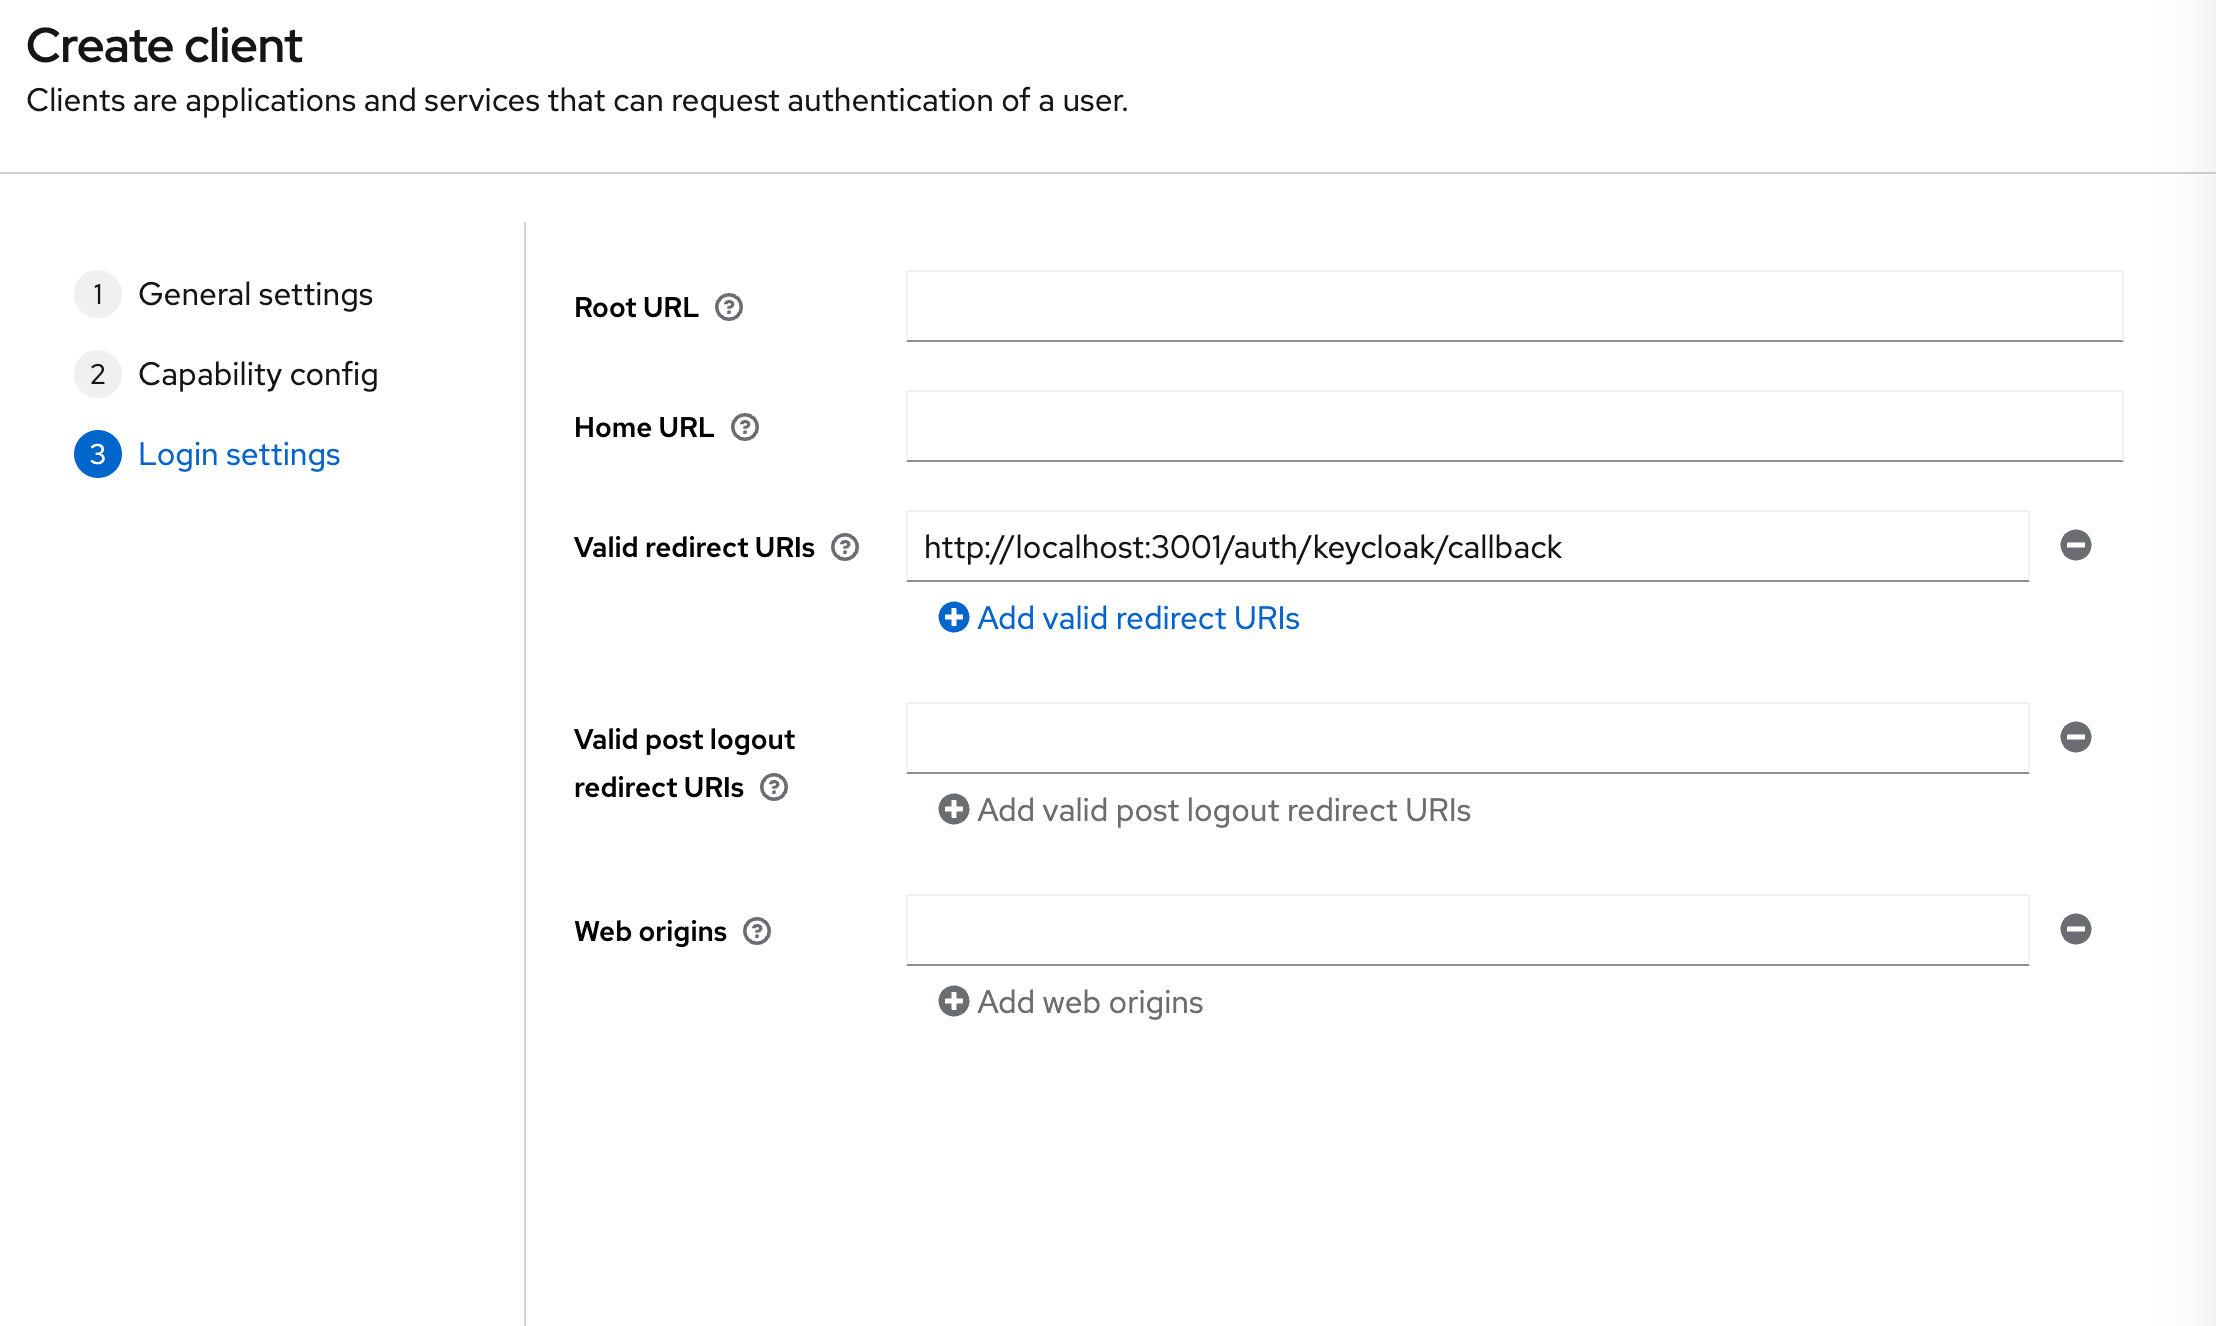 Create client
Clients are applications and services that can request authentication of a user.
1 General settings
2 Capability config
3 Login settings
Root URL
Home URL
Valid redirect URIs
http://localhost:3001/auth/keycloak/callback
Add valid redirect URIs
Valid post logout
redirect URIs
Add valid post logout redirect URIs
Web origins
Add web origins